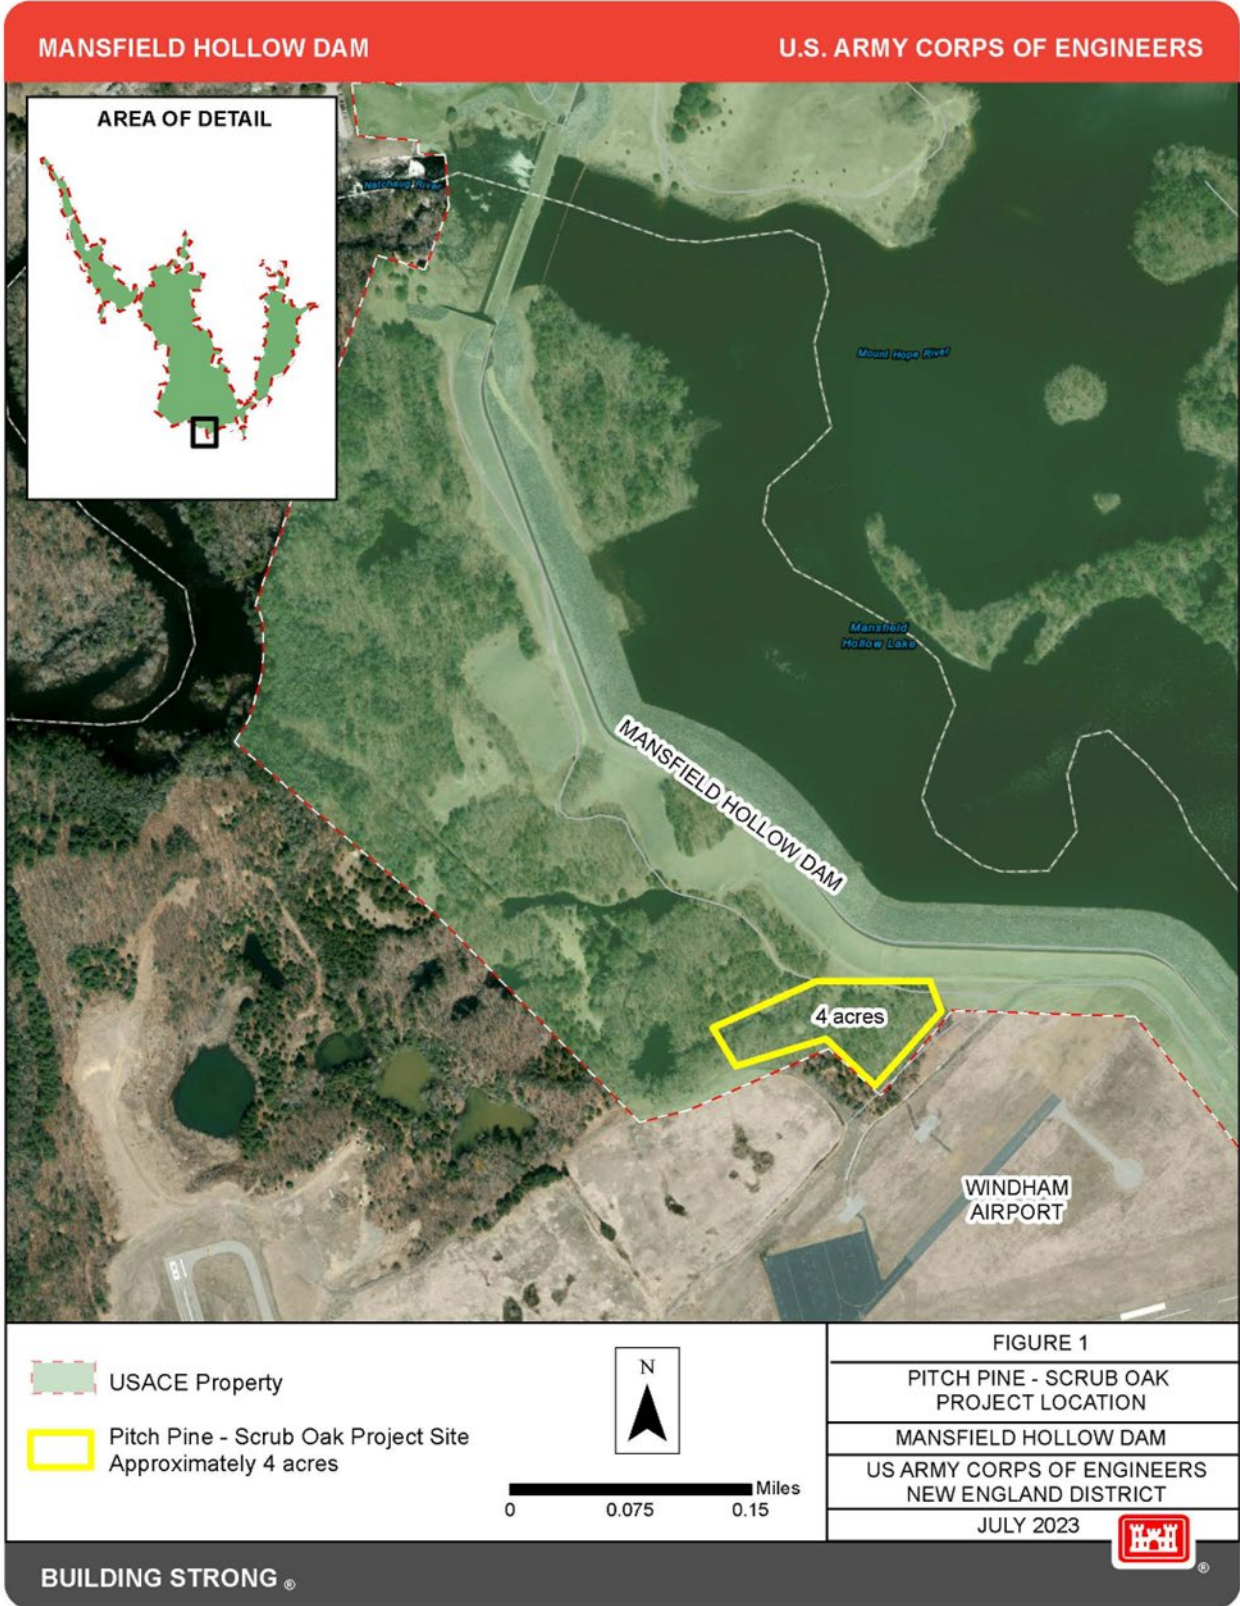 MANSFIELD HOLLOW DAM
U.S. ARMY CORPS OF ENGINEERS
AREA OF DETAIL
Natchaug River
Mount Hope River
Mansfield
Hollow Lake
MANSFIELD HOLLOW DAM
4 acres
WINDHAM
AIRPORT
18
USACE Property
Pitch Pine - Scrub Oak Project Site
Approximately 4 acres
N
Miles
0 0.075 0.15
FIGURE 1
PITCH PINE - SCRUB OAK
PROJECT LOCATION
MANSFIELD HOLLOW DAM
US ARMY CORPS OF ENGINEERS
NEW ENGLAND DISTRICT
JULY 2023
®
BUILDING STRONG ®